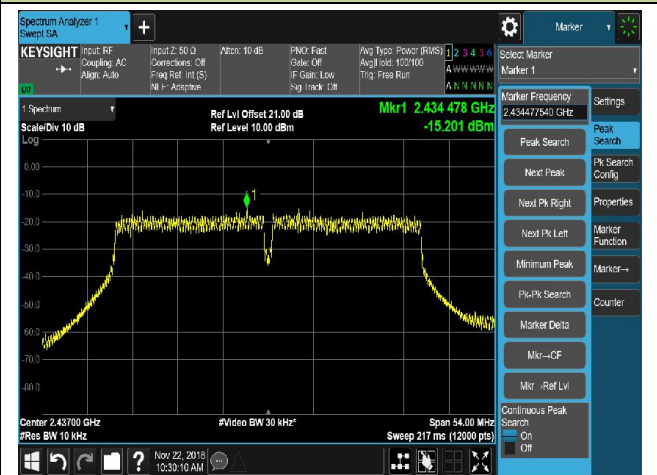 Spectrum Analyzer 1
Swept SA
+
Marker
KEYSIGHT
Input: RF
Coupling: AC
Align: Auto
Input Z: 50 Ω
Corrections: Off
Freq Ref: Int (S)
NFE: Adaptive
Atten: 10 dB
PNO: Fast
Gate: Off
IF Gain: Low
Sig Track: Off
Avg Type: Power (RMS)
Avg|Hold: 100/100
Trig: Free Run
1 2 3 4 5 6
A W W W W W
A N N N N N
Select Marker
Marker 1
1 Spectrum
Scale/Div 10 dB
Log
Ref Lvl Offset 21.00 dB
Ref Level 10.00 dBm
Mkr1 2.434 478 GHz
-15.201 dBm
0.00
-10.0
-20.0
-30.0
-40.0
-50.0
-60.0
-70.0
-80.0
1
Center 2.43700 GHz
#Res BW 10 kHz
#Video BW 30 kHz*
Span 54.00 MHz
Sweep 217 ms (12000 pts)
Marker Frequency
2.434477540 GHz
Peak Search
Next Peak
Next Pk Right
Next Pk Left
Minimum Peak
Pk-Pk Search
Marker Delta
Mkr→CF
Mkr→Ref Lvl
Continuous Peak
Search
On
Off
Settings
Peak
Search
Pk Search
Config
Properties
Marker
Function
Marker→
Counter
?
Nov 22, 2018
10:30:10 AM